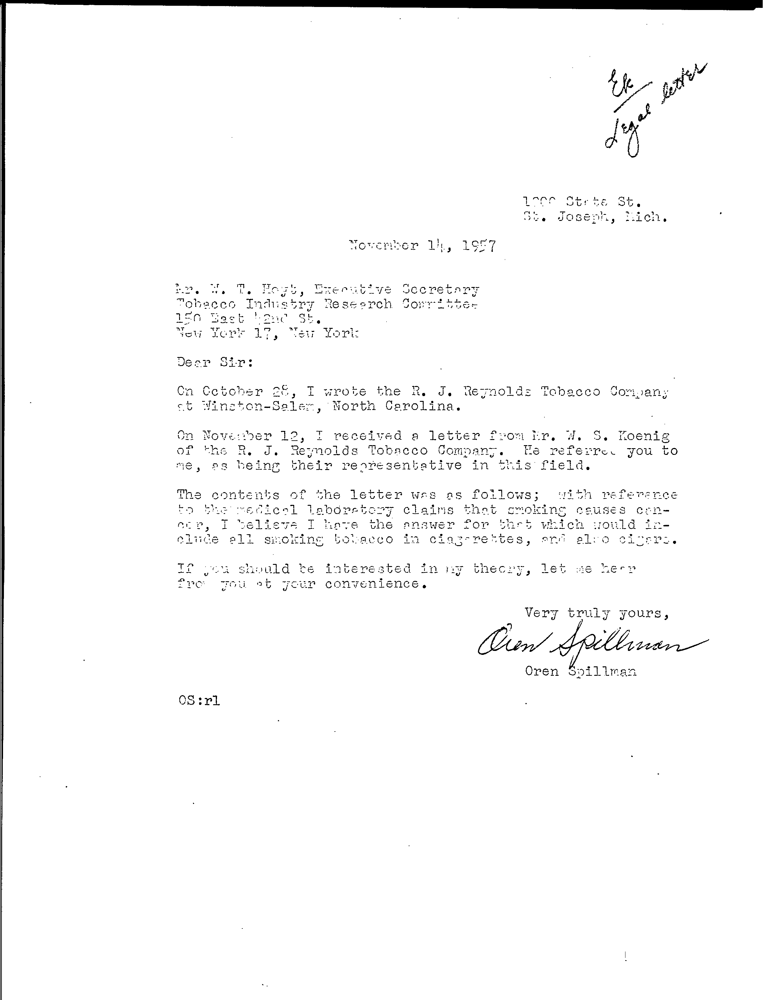 Ek
Legal letter
State St.
St. Joseph, Mich.
November 14, 1957
Mr. W. T. Hoyt, Executive Secretary
Tobacco Industry Research Committee
150 East 42nd St.
New York 17, New York
Dear Sir:
On October 28, I wrote the R. J. Reynolds Tobacco Company
at Winston-Salem, North Carolina.
On November 12, I received a letter from Mr. W. S. Koenig
of the R. J. Reynolds Tobacco Company. He referred you to
me, as being their representative in this field.
The contents of the letter was as follows; with reference
to the medical laboratory claims that smoking causes can-
cer, I believe I have the answer for that which would in-
clude all smoking tobacco in ciagarettes, and also cigars.
If you should be interested in my theory, let me hear
from you at your convenience.
Very truly yours,
Oren Spillman
Oren Spillman
OS:rl